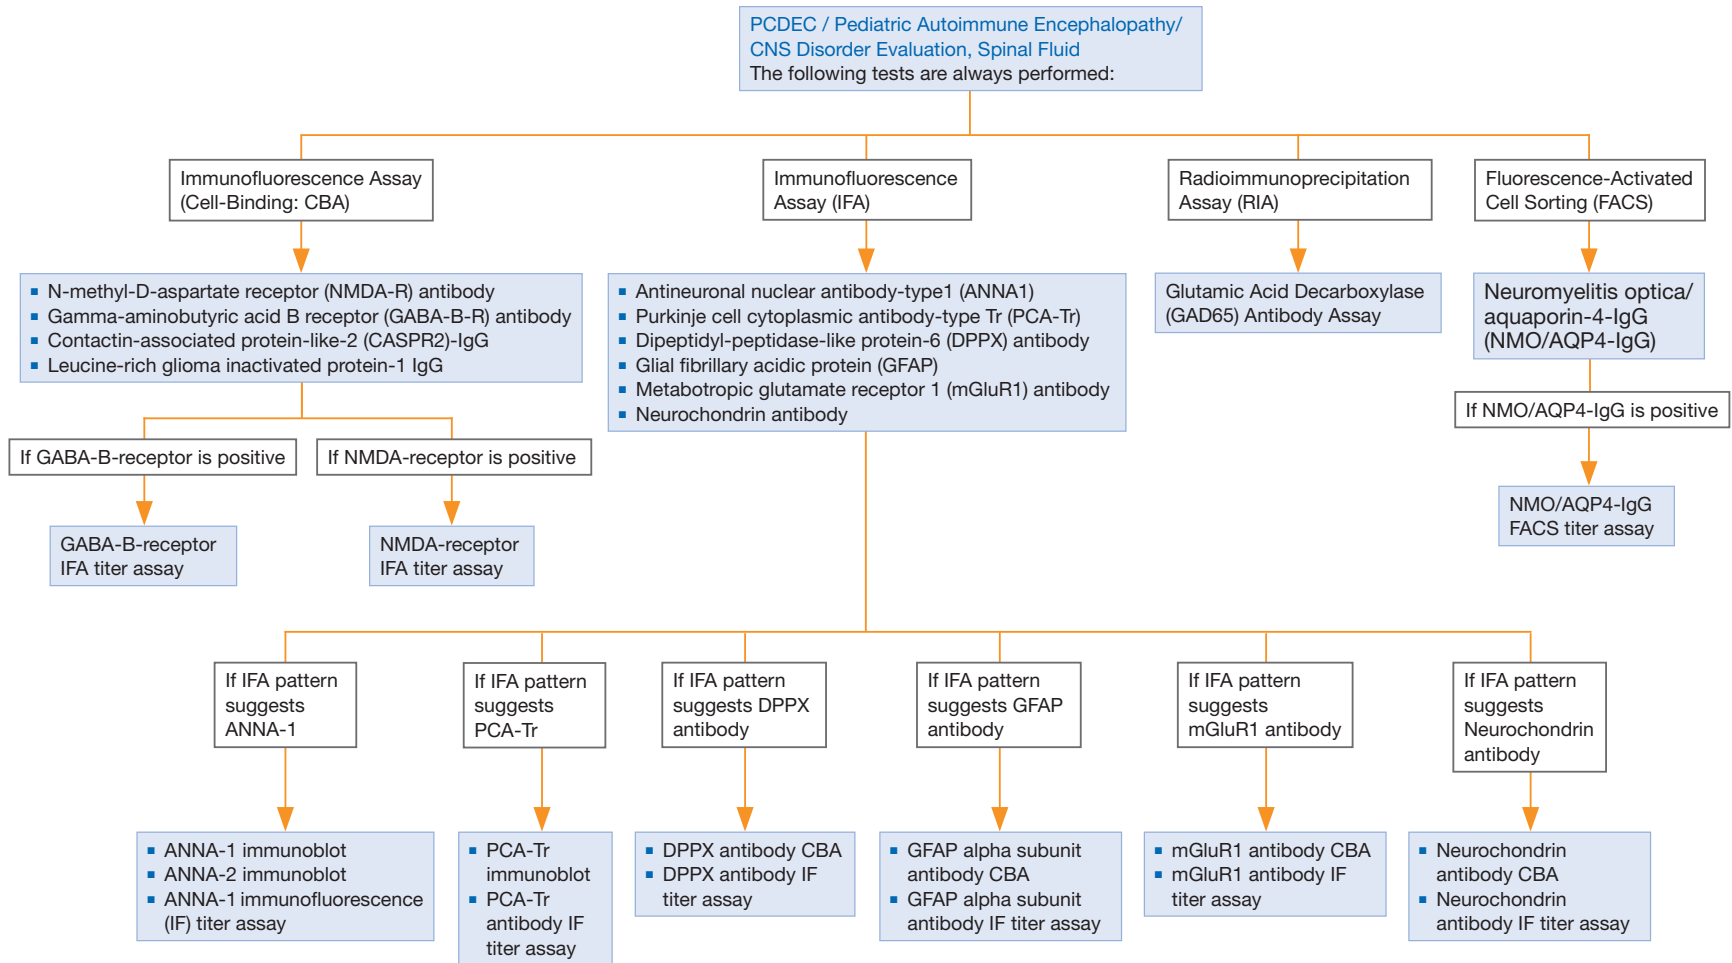 PCDEC / Pediatric Autoimmune Encephalopathy/
CNS Disorder Evaluation, Spinal Fluid
The following tests are always performed:
Immunofluorescence Assay
(Cell-Binding: CBA)
Immunofluorescence
Assay (IFA)
Radioimmunoprecipitation
Assay (RIA)
Fluorescence-Activated
Cell Sorting (FACS)
▪ N-methyl-D-aspartate receptor (NMDA-R) antibody
▪ Gamma-aminobutyric acid B receptor (GABA-B-R) antibody
▪ Contactin-associated protein-like-2 (CASPR2)-IgG
▪ Leucine-rich glioma inactivated protein-1 IgG
▪ Antineuronal nuclear antibody-type1 (ANNA1)
▪ Purkinje cell cytoplasmic antibody-type Tr (PCA-Tr)
▪ Dipeptidyl-peptidase-like protein-6 (DPPX) antibody
▪ Glial fibrillary acidic protein (GFAP)
▪ Metabotropic glutamate receptor 1 (mGluR1) antibody
▪ Neurochondrin antibody
Glutamic Acid Decarboxylase
(GAD65) Antibody Assay
Neuromyelitis optica/
aquaporin-4-IgG
(NMO/AQP4-IgG)
If GABA-B-receptor is positive
If NMDA-receptor is positive
If NMO/AQP4-IgG is positive
GABA-B-receptor
IFA titer assay
NMDA-receptor
IFA titer assay
NMO/AQP4-IgG
FACS titer assay
If IFA pattern
suggests
ANNA-1
If IFA pattern
suggests
PCA-Tr
If IFA pattern
suggests DPPX
antibody
If IFA pattern
suggests GFAP
antibody
If IFA pattern
suggests
mGluR1 antibody
If IFA pattern
suggests
Neurochondrin
antibody
▪ ANNA-1 immunoblot
▪ ANNA-2 immunoblot
▪ ANNA-1 immunofluorescence
(IF) titer assay
▪ PCA-Tr
immunoblot
▪ PCA-Tr
antibody IF
titer assay
▪ DPPX antibody CBA
▪ DPPX antibody IF
titer assay
▪ GFAP alpha subunit
antibody CBA
▪ GFAP alpha subunit
antibody IF titer assay
▪ mGluR1 antibody CBA
▪ mGluR1 antibody IF
titer assay
▪ Neurochondrin
antibody CBA
▪ Neurochondrin
antibody IF titer assay